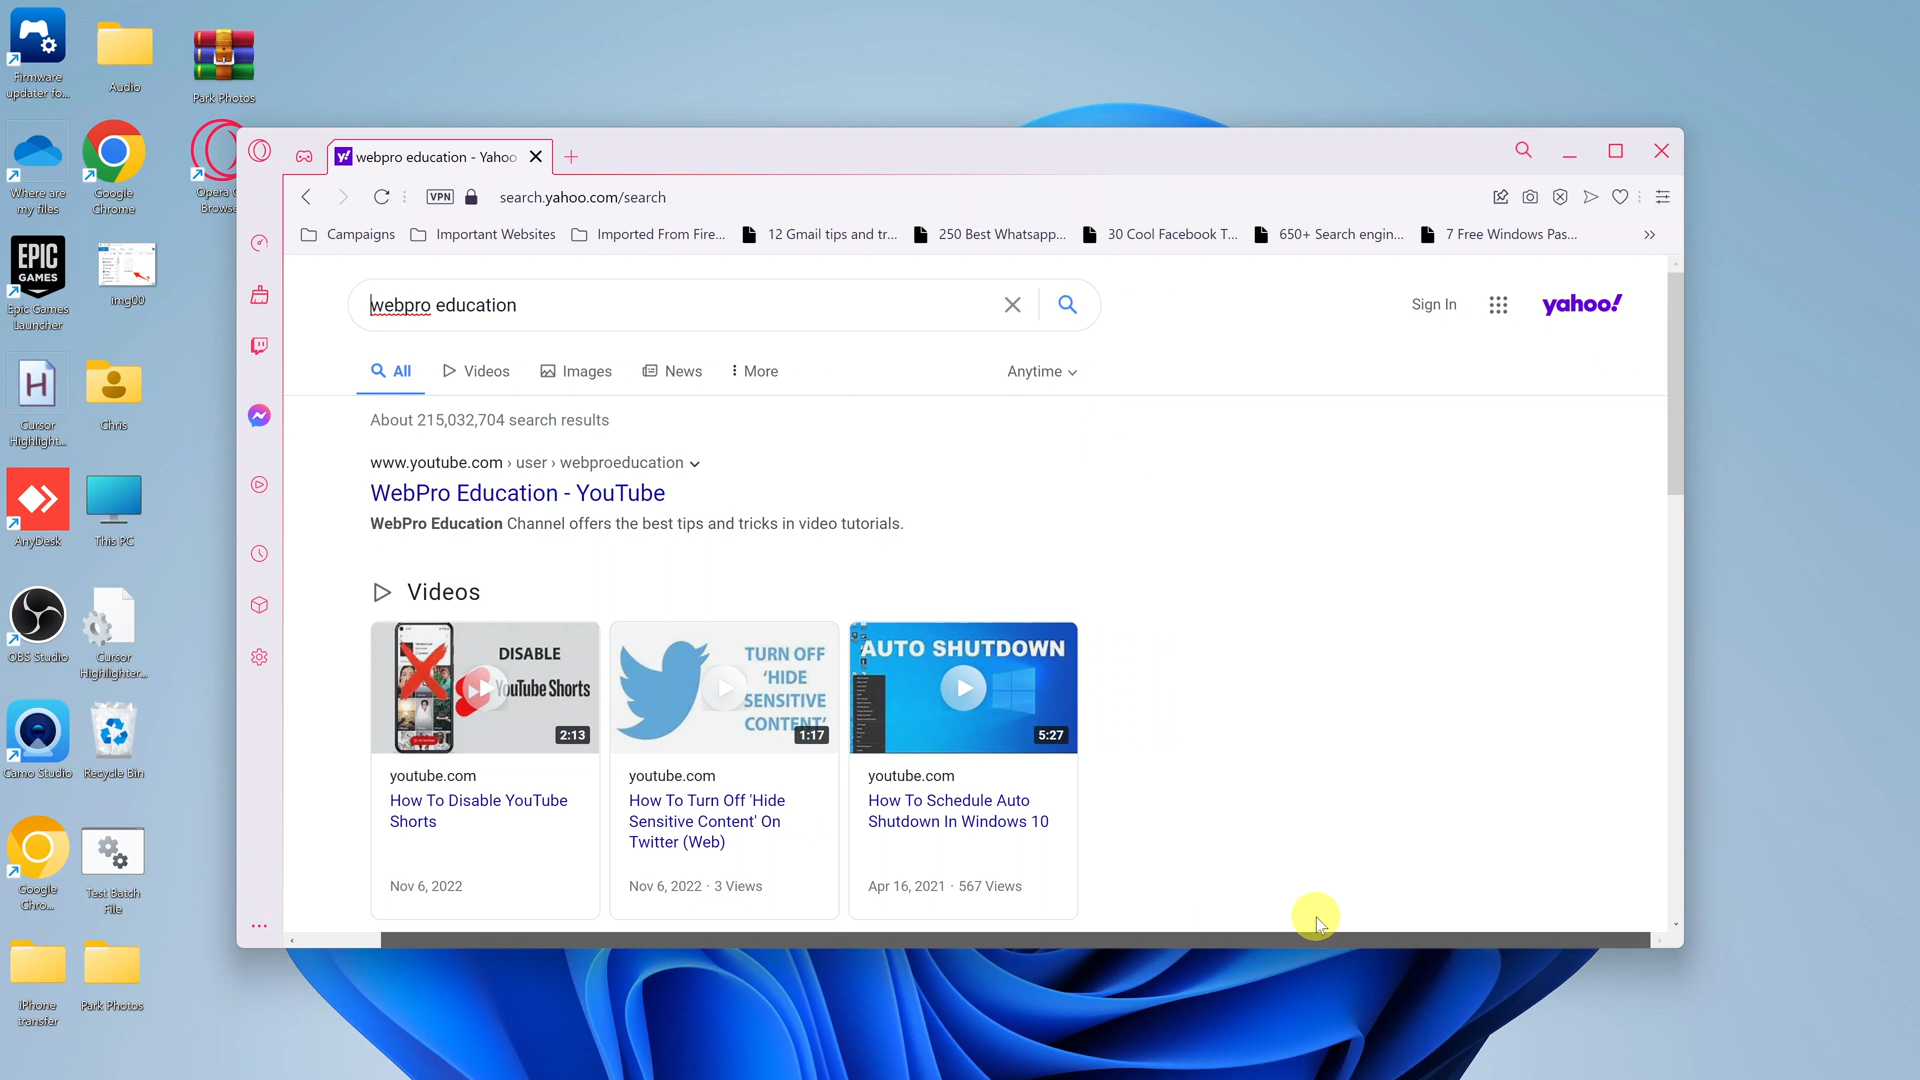 Firmware
updater fo...
Audio
Park Photos
Where are
my files
Google
Chrome
Opera G
Browse
EPIC
GAMES
Epic Games
Launcher
img00
H
Cursor
Highlight...
Chris
AnyDesk
This PC
OBS Studio
Cursor
Highlighter...
Camo Studio
Recycle Bin
Google
Chro...
Test Batch
File
iPhone
transfer
Park Photos
y! webpro education - Yahoo
VPN
search.yahoo.com/search
Campaigns
Important Websites
Imported From Fire...
12 Gmail tips and tr...
250 Best Whatsapp...
30 Cool Facebook T...
650+ Search engin...
7 Free Windows Pas...
webpro education
Sign In
yahoo!
All
Videos
Images
News
More
Anytime
About 215,032,704 search results
www.youtube.com › user › webproeducation
WebPro Education - YouTube
WebPro Education Channel offers the best tips and tricks in video tutorials.
Videos
DISABLE
YouTube Shorts
2:13
youtube.com
How To Disable YouTube
Shorts
Nov 6, 2022
TURN OFF
'HIDE
SENSITIVE
CONTENT'
1:17
youtube.com
How To Turn Off 'Hide
Sensitive Content' On
Twitter (Web)
Nov 6, 2022 · 3 Views
AUTO SHUTDOWN
5:27
youtube.com
How To Schedule Auto
Shutdown In Windows 10
Apr 16, 2021 · 567 Views